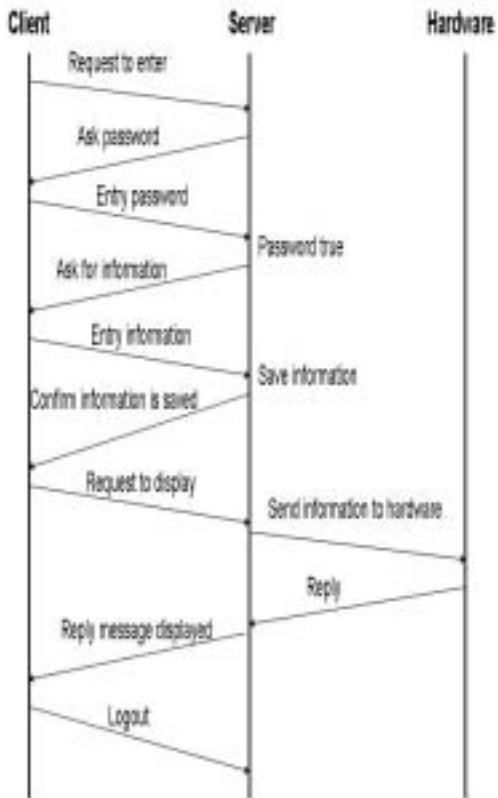 Client Server Hardware
Request to enter
Ask password
Entry password
Password true
Ask for information
Entry information
Save information
Confirm information is saved
Request to display
Send information to hardware
Reply
Reply message displayed
Logout